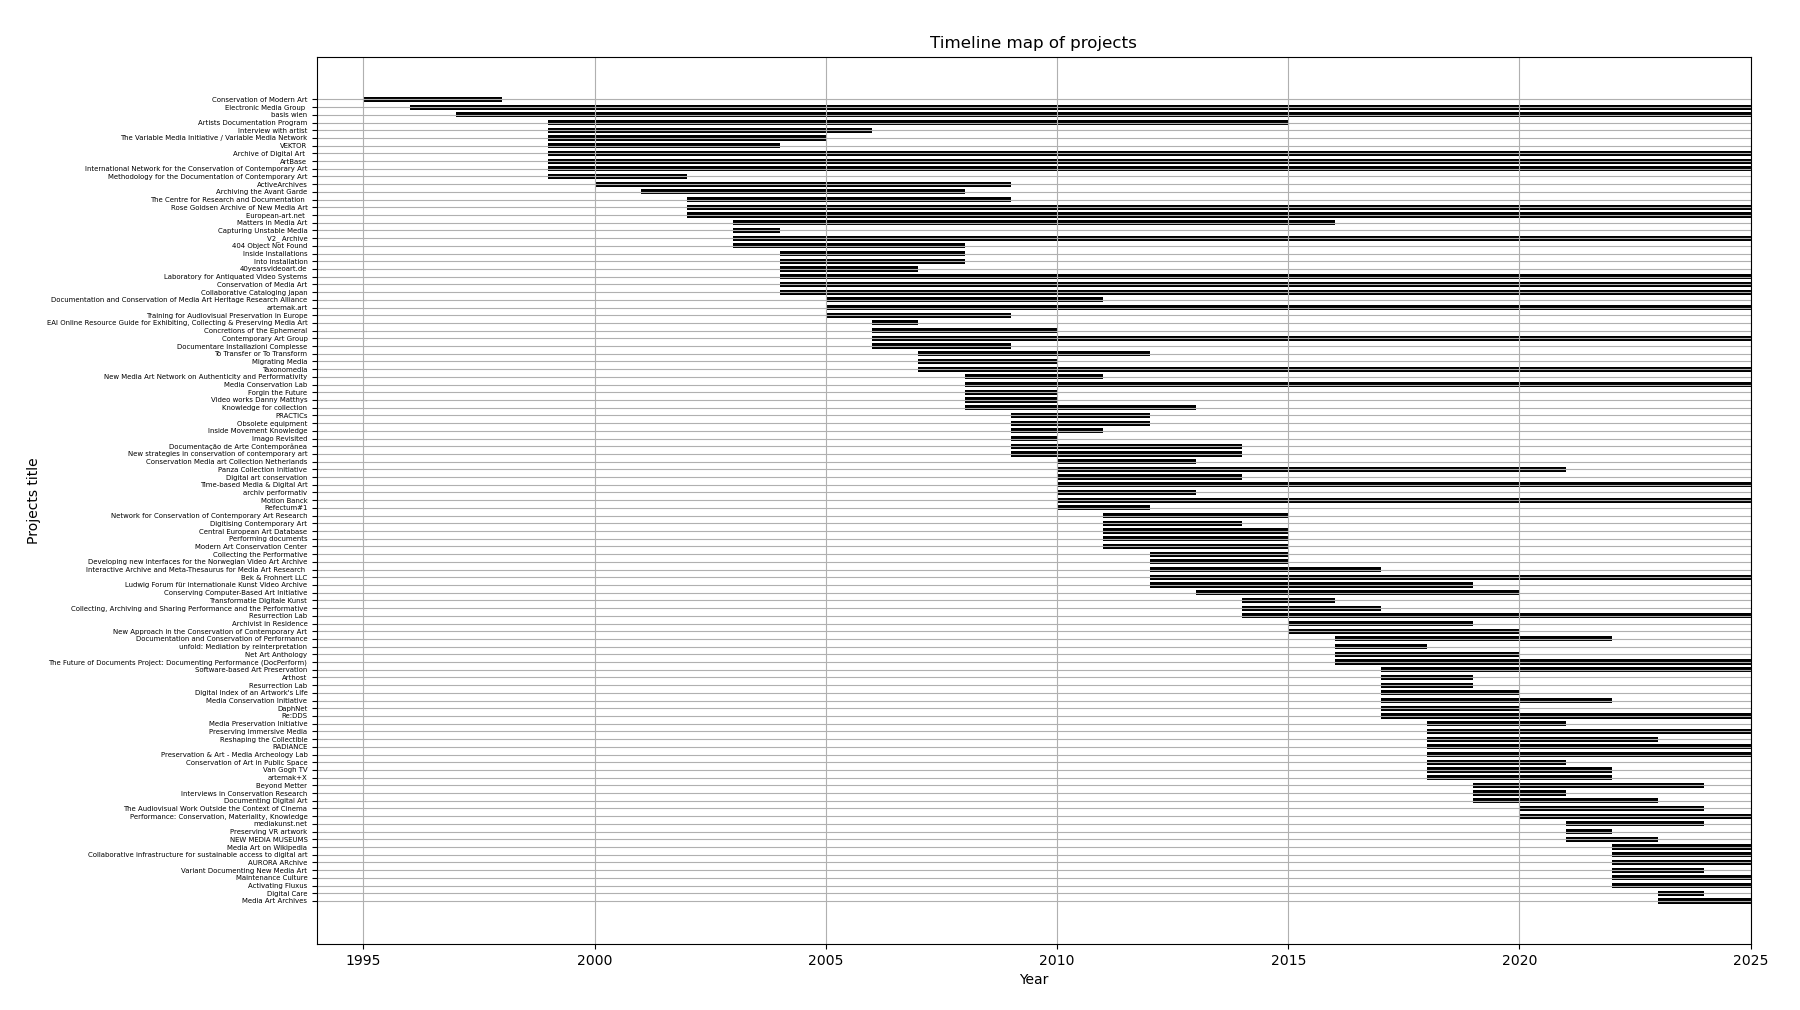 Timeline map of projects
Conservation of Modern Art
Electronic Media Group
basis wien
Artists Documentation Program
Interview with artist
The Variable Media Initiative / Variable Media Network
VEKTOR
Archive of Digital Art
ArtBase
International Network for the Conservation of Contemporary Art
Methodology for the Documentation of Contemporary Art
ActiveArchives
Archiving the Avant Garde
The Centre for Research and Documentation
Rose Goldsen Archive of New Media Art
European-art.net
Matters in Media Art
Capturing Unstable Media
V2_ Archive
404 Object Not Found
Inside Installations
Into Installation
40yearsvideoart.de
Laboratory for Antiquated Video Systems
Conservation of Media Art
Collaborative Cataloging Japan
Documentation and Conservation of Media Art Heritage Research Alliance
artemak.art
Training for Audiovisual Preservation in Europe
EAI Online Resource Guide for Exhibiting, Collecting & Preserving Media Art
Concretions of the Ephemeral
Contemporary Art Group
Documentare Installazioni Complesse
To Transfer or To Transform
Migrating Media
Taxonomedia
New Media Art Network on Authenticity and Performativity
Media Conservation Lab
Forgin the Future
Video works Danny Matthys
Knowledge for collection
PRACTICs
Obsolete equipment
Inside Movement Knowledge
Imago Revisited
Documentação de Arte Contemporânea
New strategies in conservation of contemporary art
Conservation Media art Collection Netherlands
Panza Collection Initiative
Digital art conservation
Time-based Media & Digital Art
archiv performativ
Motion Banck
Refectum#1
Network for Conservation of Contemporary Art Research
Digitising Contemporary Art
Central European Art Database
Performing documents
Modern Art Conservation Center
Collecting the Performative
Developing new interfaces for the Norwegian Video Art Archive
Interactive Archive and Meta-Thesaurus for Media Art Research
Bek & Frohnert LLC
Ludwig Forum für Internationale Kunst Video Archive
Conserving Computer-Based Art Initiative
Transformatie Digitale Kunst
Collecting, Archiving and Sharing Performance and the Performative
Resurrection Lab
Archivist in Residence
New Approach in the Conservation of Contemporary Art
Documentation and Conservation of Performance
unfold: Mediation by reinterpretation
Net Art Anthology
The Future of Documents Project: Documenting Performance (DocPerform)
Software-based Art Preservation
Arthost
Resurrection Lab
Digital Index of an Artwork's Life
Media Conservation Initiative
DaphNet
Re:DDS
Media Preservation Initiative
Preserving Immersive Media
Reshaping the Collectible
RADIANCE
Preservation & Art - Media Archeology Lab
Conservation of Art in Public Space
Van Gogh TV
artemak+X
Beyond Metter
Interviews in Conservation Research
Documenting Digital Art
The Audiovisual Work Outside the Context of Cinema
Performance: Conservation, Materiality, Knowledge
mediakunst.net
Preserving VR artwork
NEW MEDIA MUSEUMS
Media Art on Wikipedia
Collaborative infrastructure for sustainable access to digital art
AURORA ARchive
Variant Documenting New Media Art
Maintenance Culture
Activating Fluxus
Digital Care
Media Art Archives
Projects title
1995 2000 2005 2010 2015 2020 2025
Year